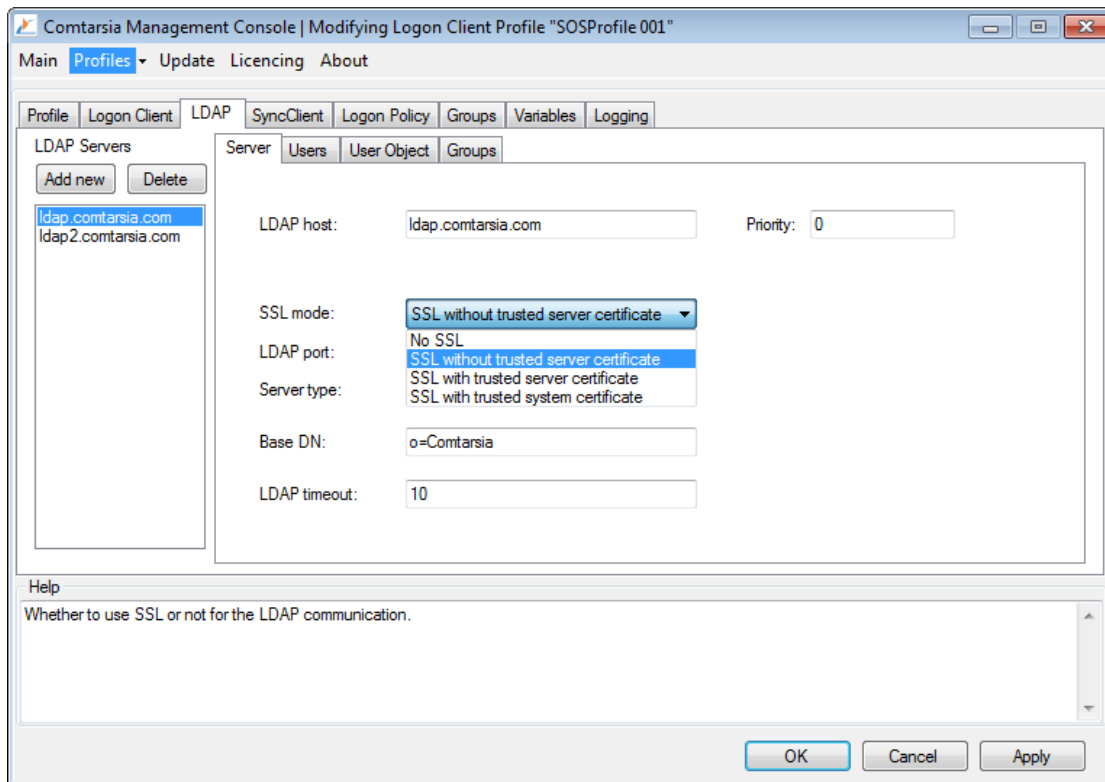 Comtarsia Management Console | Modifying Logon Client Profile "SOSProfile 001"
Main Profiles Update Licencing About
Profile Logon Client LDAP SyncClient Logon Policy Groups Variables Logging
LDAP Servers
Add new Delete
ldap.comtarsia.com
ldap2.comtarsia.com
Server Users User Object Groups
LDAP host: ldap.comtarsia.com Priority: 0
SSL mode: SSL without trusted server certificate
No SSL
LDAP port: SSL without trusted server certificate
SSL with trusted server certificate
Server type: SSL with trusted system certificate
Base DN: o=Comtarsia
LDAP timeout: 10
Help
Whether to use SSL or not for the LDAP communication.
OK Cancel Apply